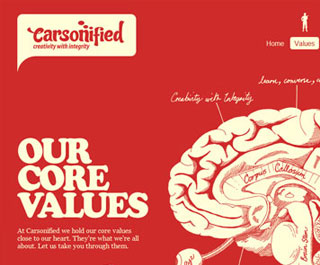 Carsonified
creativity with integrity
Home Values
learn, converse,
Creativity with Integrity
Corpus Callosum
OUR
CORE
VALUES
At Carsonified we hold our core values
close to our heart. They're what we're all
about. Let us take you through them.